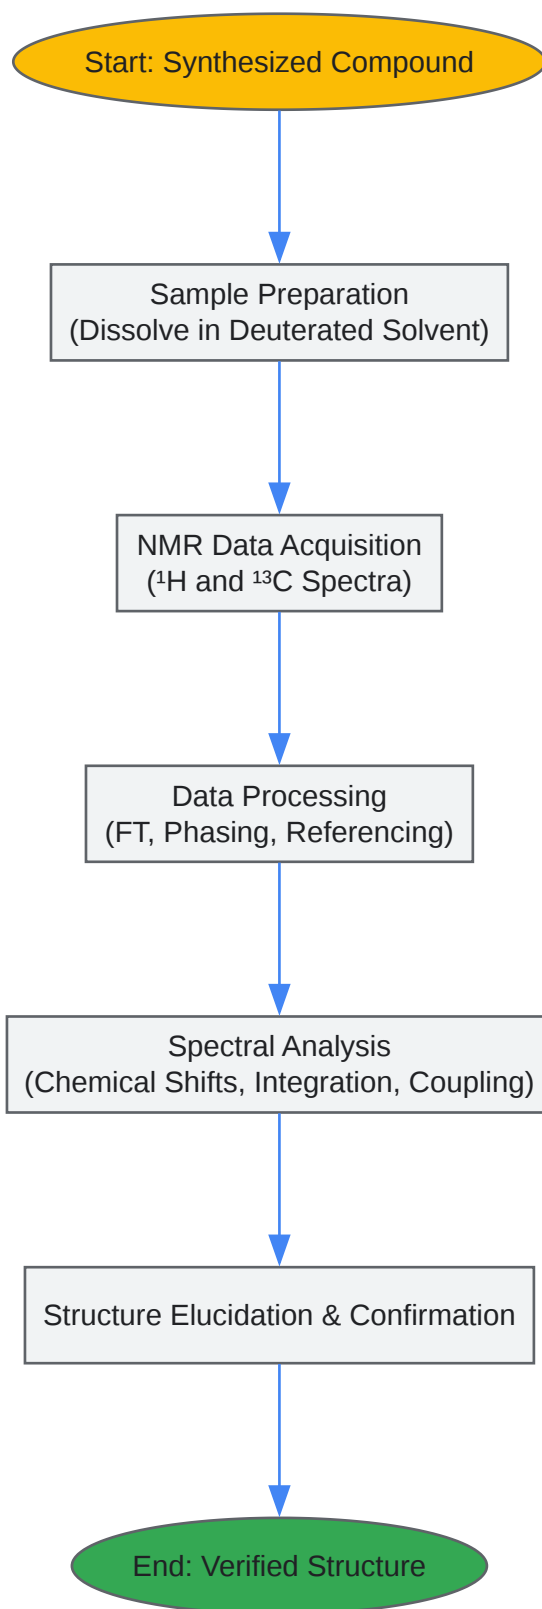 Start: Synthesized Compound
Sample Preparation
(Dissolve in Deuterated Solvent)
NMR Data Acquisition
(¹H and ¹³C Spectra)
Data Processing
(FT, Phasing, Referencing)
Spectral Analysis
(Chemical Shifts, Integration, Coupling)
Structure Elucidation & Confirmation
End: Verified Structure